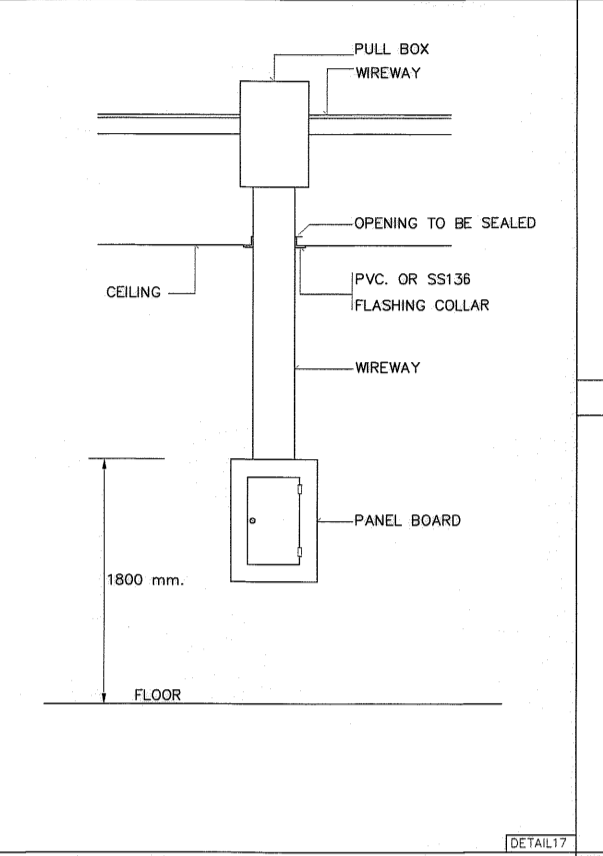 PULL BOX
WIREWAY
OPENING TO BE SEALED
CEILING
PVC. OR SS136
FLASHING COLLAR
WIREWAY
PANEL BOARD
1800 mm.
FLOOR
DETAIL17